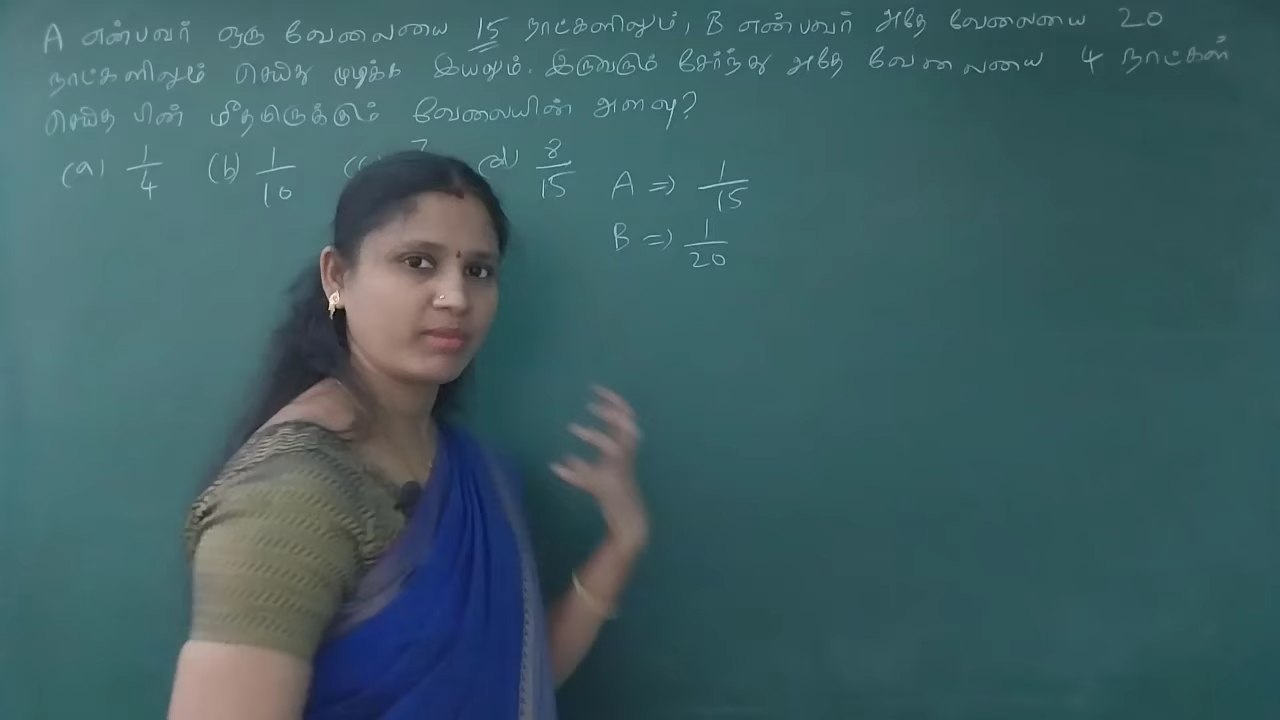 A என்பவர் ஒரு வேலையை 15 நாட்களிலும், B என்பவர் அதே வேலையை 20
நாட்களிலும் செய்து முடிக்க இயலும். இருவரும் சேர்ந்து அதே வேலையை 4 நாட்கள்
செய்த பின் மீதமிருக்கும் வேலையின் அளவு?
(a) 1/4 (b) 1/10 (d) 8/15
A => 1/15
B => 1/20